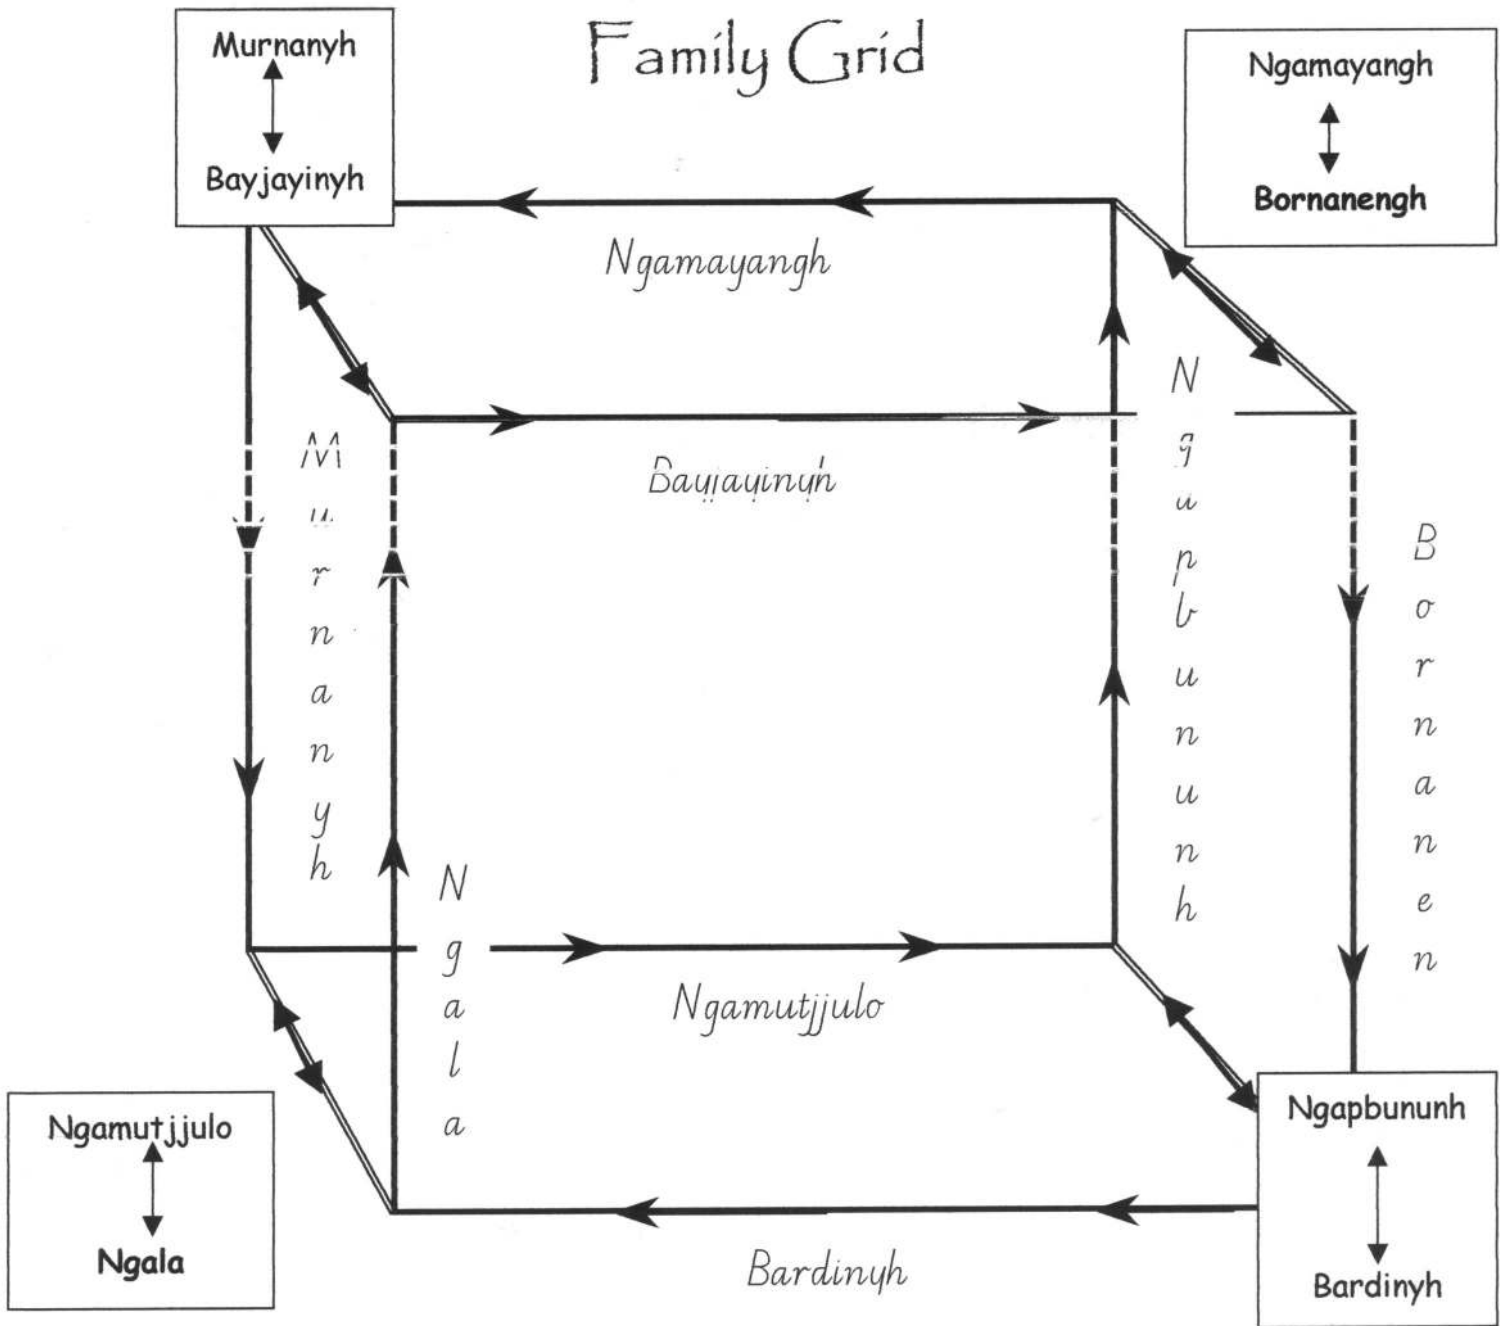 Family Grid
Murnanyh
Bayjayinyh
Ngamayangh
Bornanengh
Ngamayangh
Bayjayinyh
Murnanyh
Ngala
Ngapbununh
Bornanen
Ngamutjjulo
Ngamutjjulo
Ngala
Bardinyh
Ngapbununh
Bardinyh